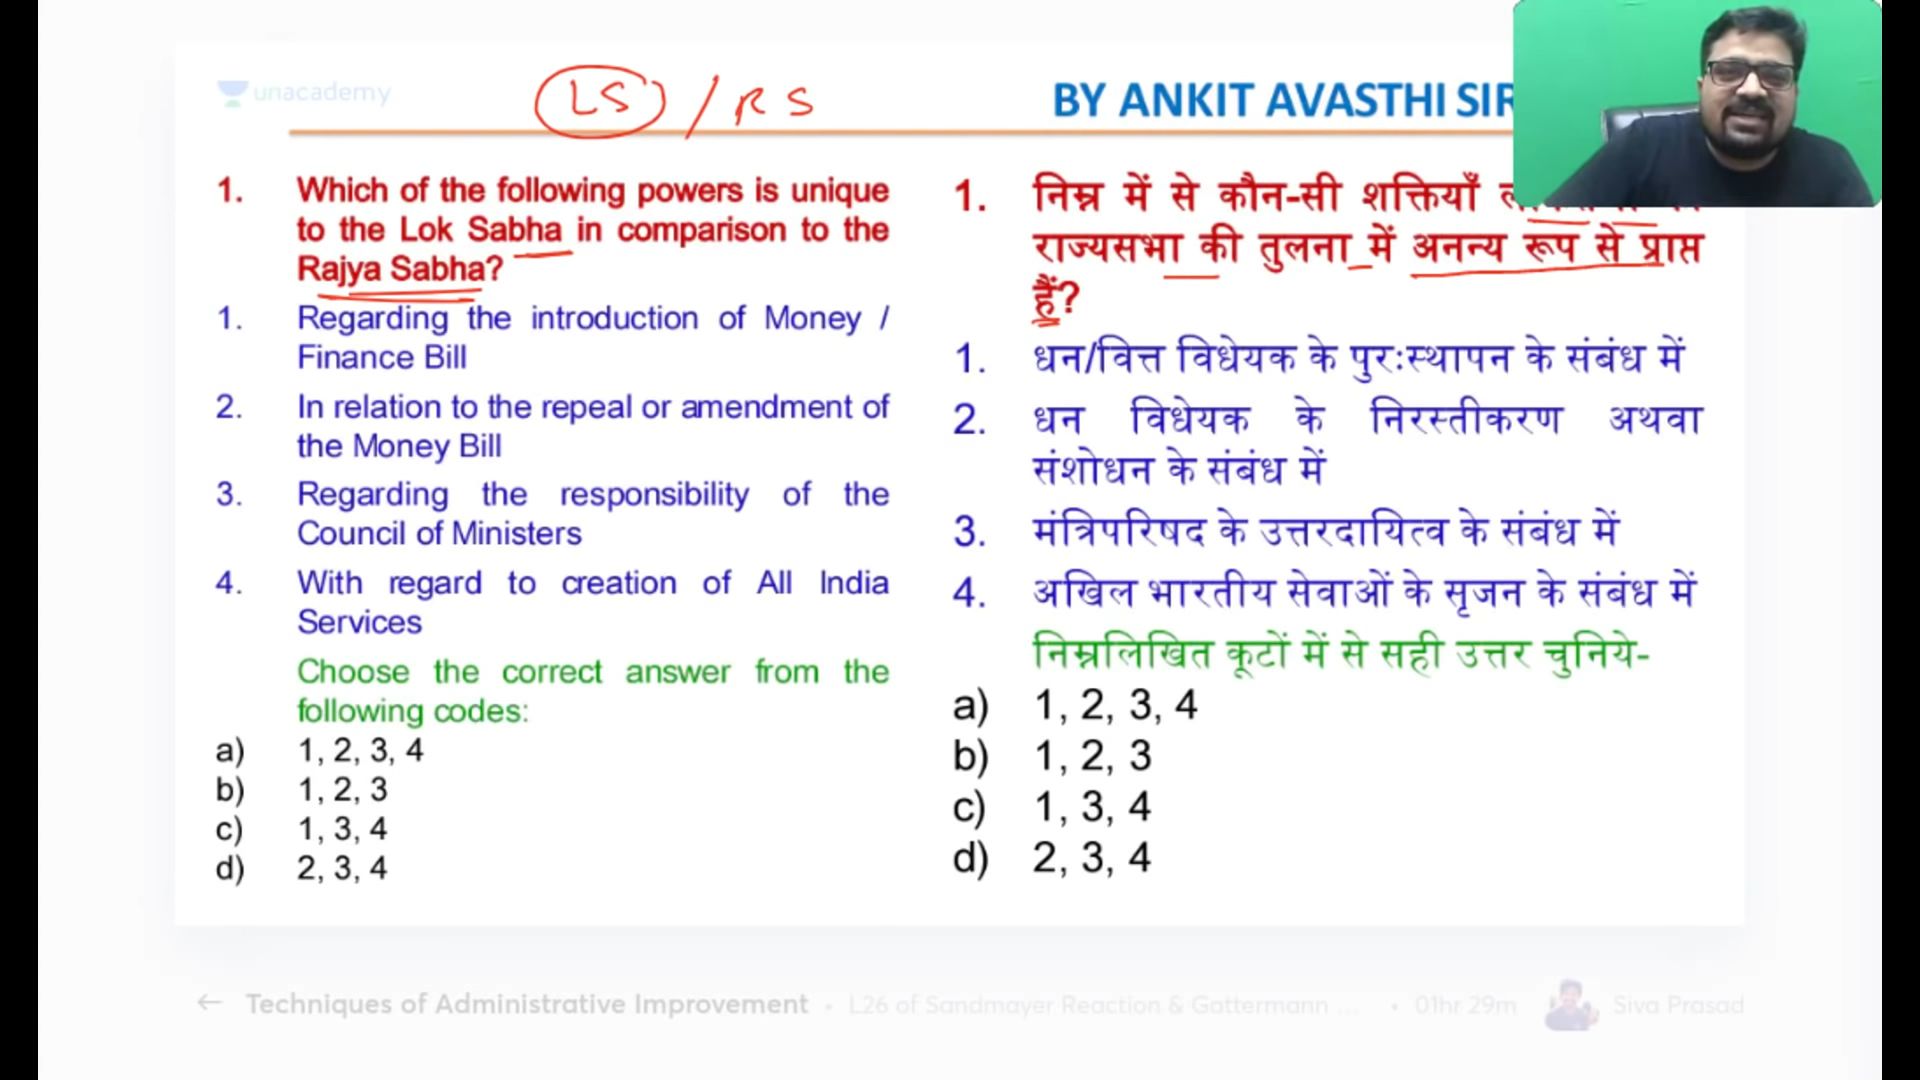 unacademy
LS / RS
BY ANKIT AVASTHI SIR
1. Which of the following powers is unique
to the Lok Sabha in comparison to the
Rajya Sabha?
1. Regarding the introduction of Money /
Finance Bill
2. In relation to the repeal or amendment of
the Money Bill
3. Regarding the responsibility of the
Council of Ministers
4. With regard to creation of All India
Services
Choose the correct answer from the
following codes:
a) 1, 2, 3, 4
b) 1, 2, 3
c) 1, 3, 4
d) 2, 3, 4
1. निम्न में से कौन-सी शक्तियाँ
राज्यसभा की तुलना में अनन्य रूप से प्राप्त
हैं?
1. धन/वित्त विधेयक के पुरःस्थापन के संबंध में
2. धन विधेयक के निरस्तीकरण अथवा
संशोधन के संबंध में
3. मंत्रिपरिषद के उत्तरदायित्व के संबंध में
4. अखिल भारतीय सेवाओं के सृजन के संबंध में
निम्नलिखित कूटों में से सही उत्तर चुनिये-
a) 1, 2, 3, 4
b) 1, 2, 3
c) 1, 3, 4
d) 2, 3, 4
← Techniques of Administrative Improvement • L26 of Sandmayer Reaction & Gattermann ... • 01hr 29m Siva Prasad